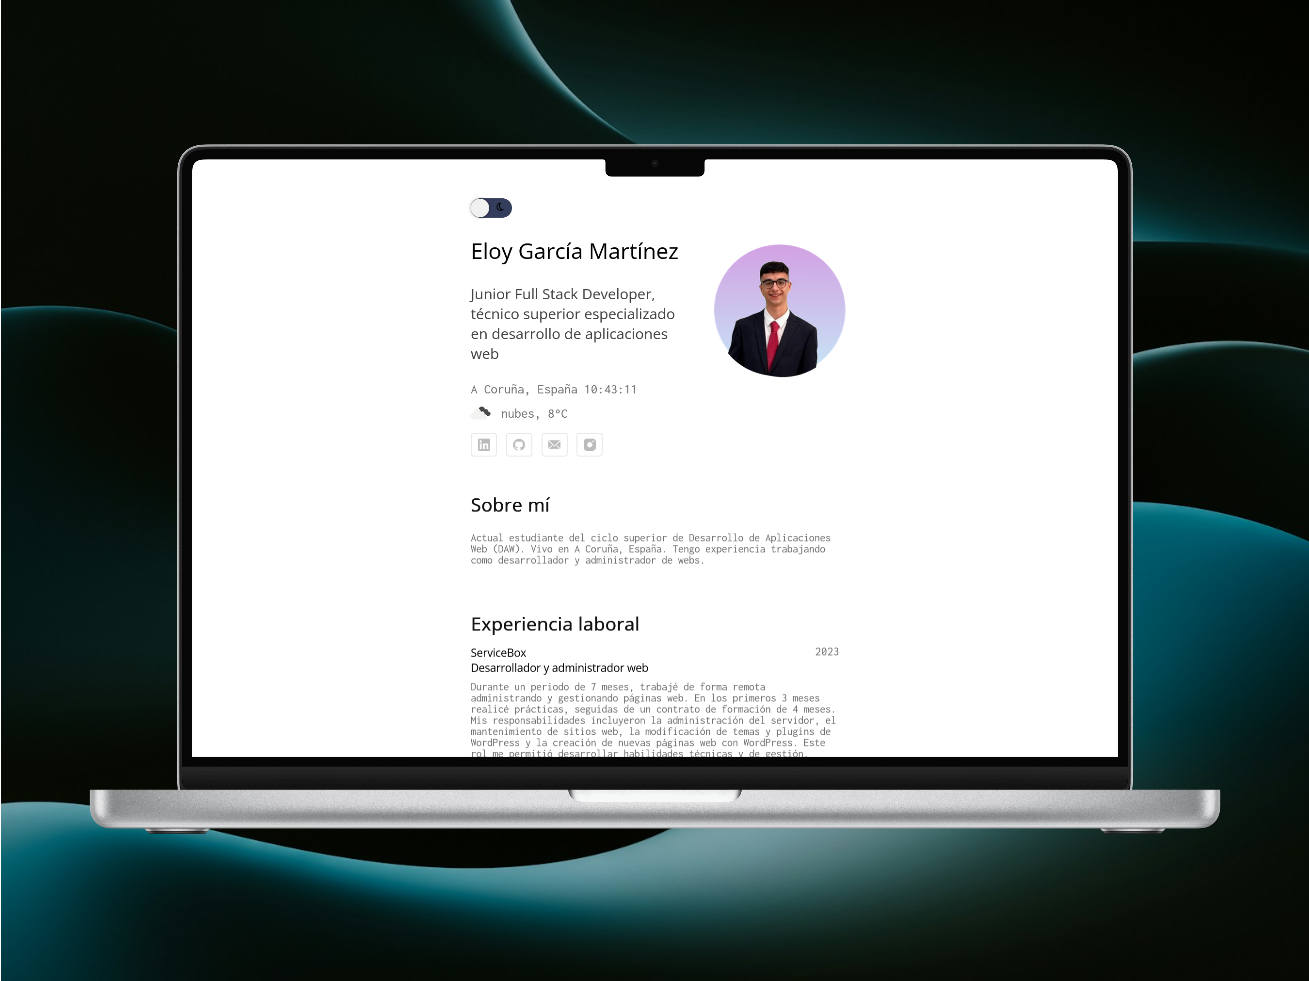 Eloy García Martínez
Junior Full Stack Developer,
técnico superior especializado
en desarrollo de aplicaciones
web
A Coruña, España 10:43:11
nubes, 8ºC
in
Sobre mí
Actual estudiante del ciclo superior de Desarrollo de Aplicaciones
Web (DAW). Vivo en A Coruña, España. Tengo experiencia trabajando
como desarrollador y administrador de webs.
Experiencia laboral
ServiceBox
2023
Desarrollador y administrador web
Durante un periodo de 7 meses, trabajé de forma remota
administrando y gestionando páginas web. En los primeros 3 meses
realicé prácticas, seguidas de un contrato de formación de 4 meses.
Mis responsabilidades incluyeron la administración del servidor, el
mantenimiento de sitios web, la modificación de temas y plugins de
WordPress y la creación de nuevas páginas web con WordPress. Este
rol me permitió desarrollar habilidades técnicas y de gestión.